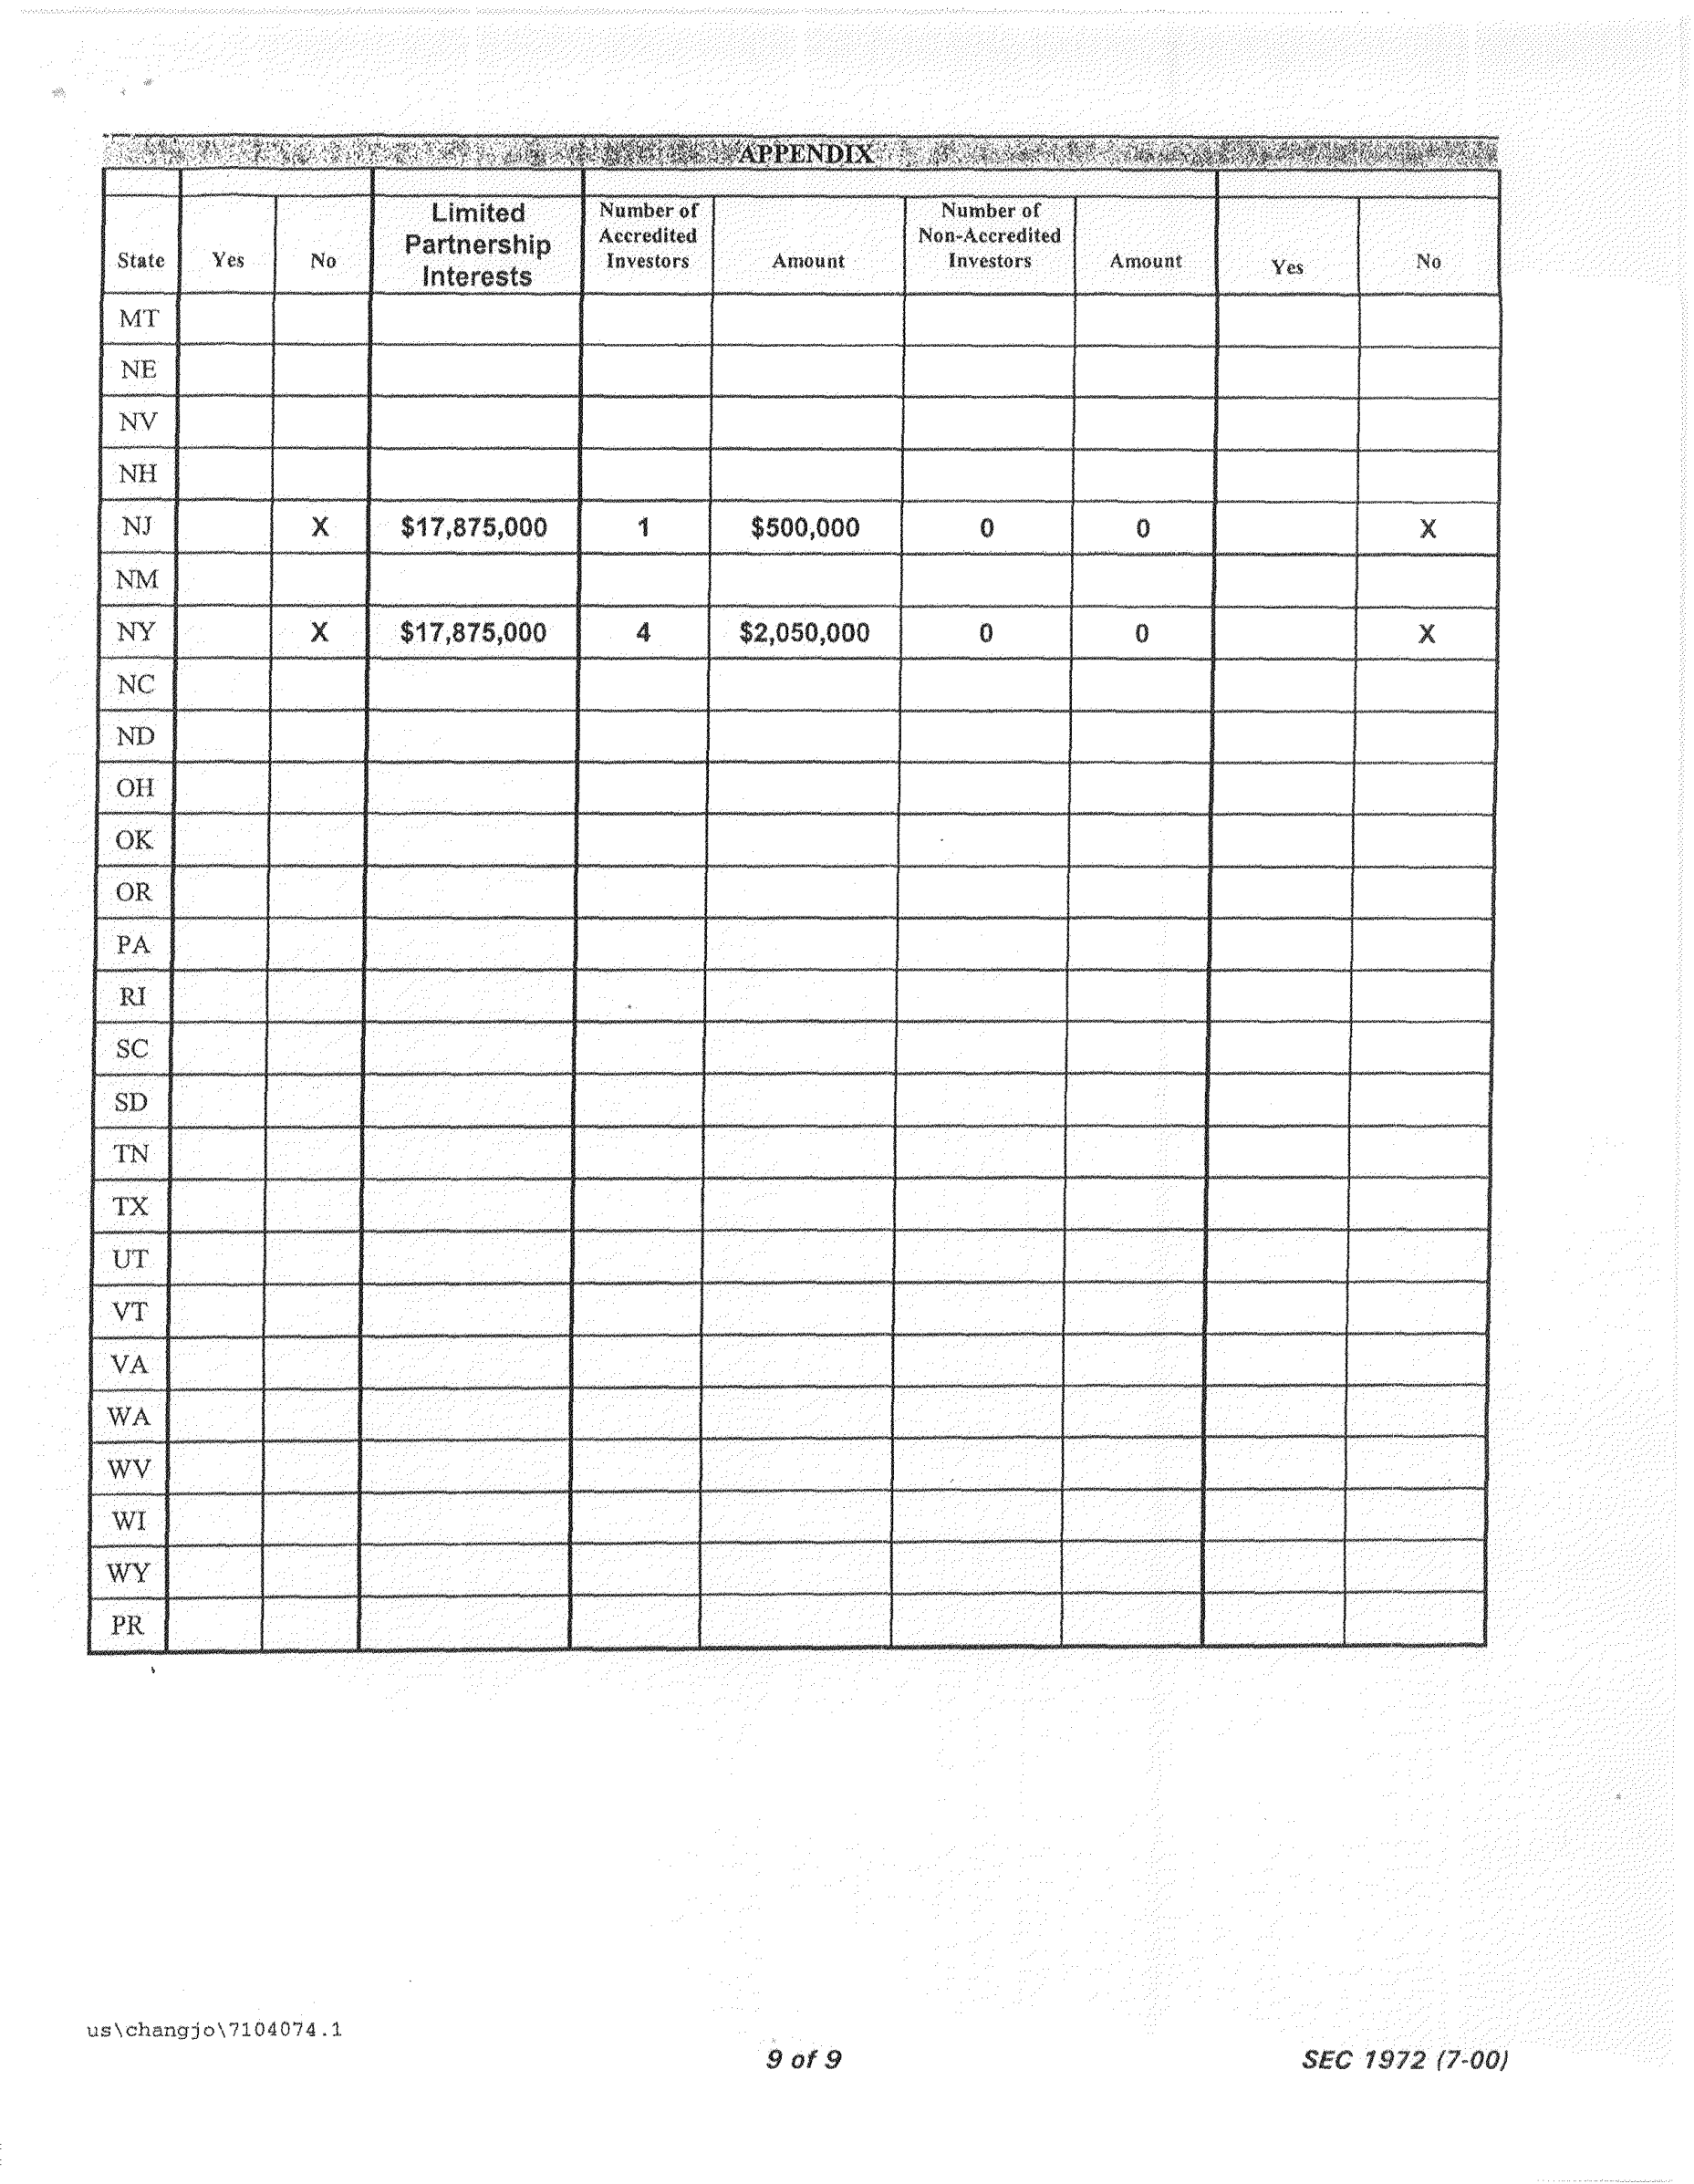 APPENDIX
State Yes No Limited Partnership Interests Number of Accredited Investors Amount Number of Non-Accredited Investors Amount Yes No
MT
NE
NV
NH
NJ X $17,875,000 1 $500,000 0 0 X
NM
NY X $17,875,000 4 $2,050,000 0 0 X
NC
ND
OH
OK
OR
PA
RI
SC
SD
TN
TX
UT
VT
VA
WA
WV
WI
WY
PR
us\changjo\7104074.1
9 of 9
SEC 1972 (7-00)